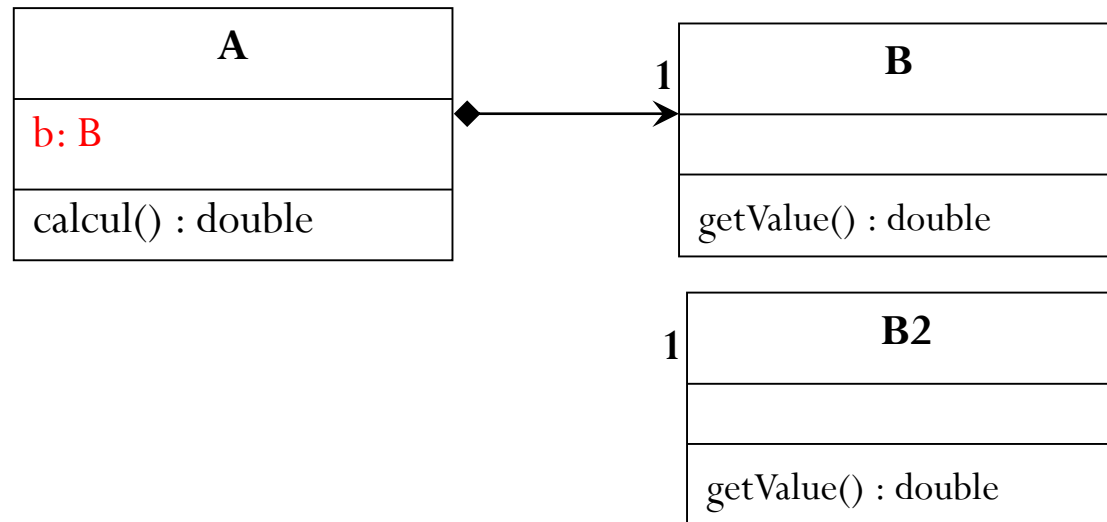 A
b: B
calcul() : double
1
B
getValue() : double
1
B2
getValue() : double